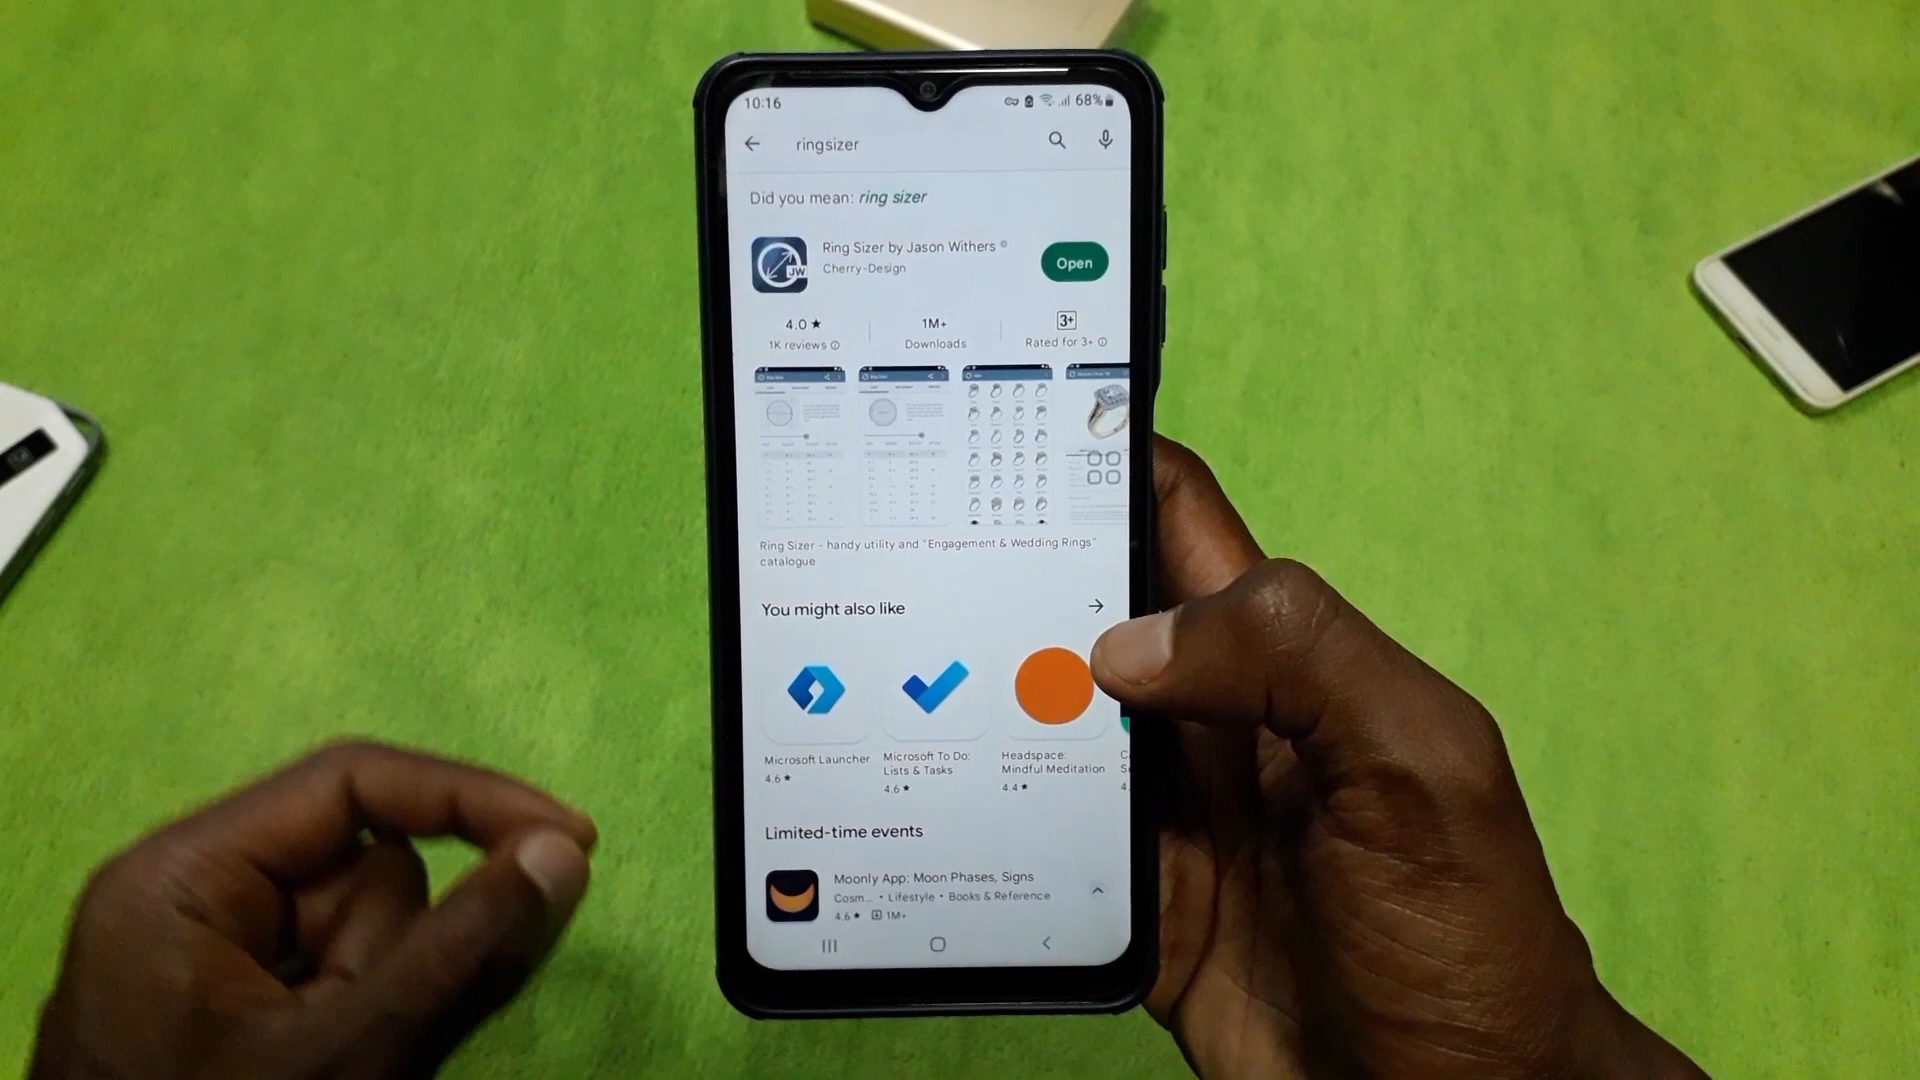 10:16
68%
ringsizer
Did you mean: ring sizer
Ring Sizer by Jason Withers ®
Cherry-Design
JW
Open
4.0 ★
1K reviews
1M+
Downloads
3+
Rated for 3+
Ring Sizer - handy utility and "Engagement & Wedding Rings"
catalogue
You might also like
Microsoft Launcher
4.6 ★
Microsoft To Do:
Lists & Tasks
4.6 ★
Headspace:
Mindful Meditation
4.4 ★
Limited-time events
Moonly App: Moon Phases, Signs
Cosm... • Lifestyle • Books & Reference
4.6 ★ 1M+